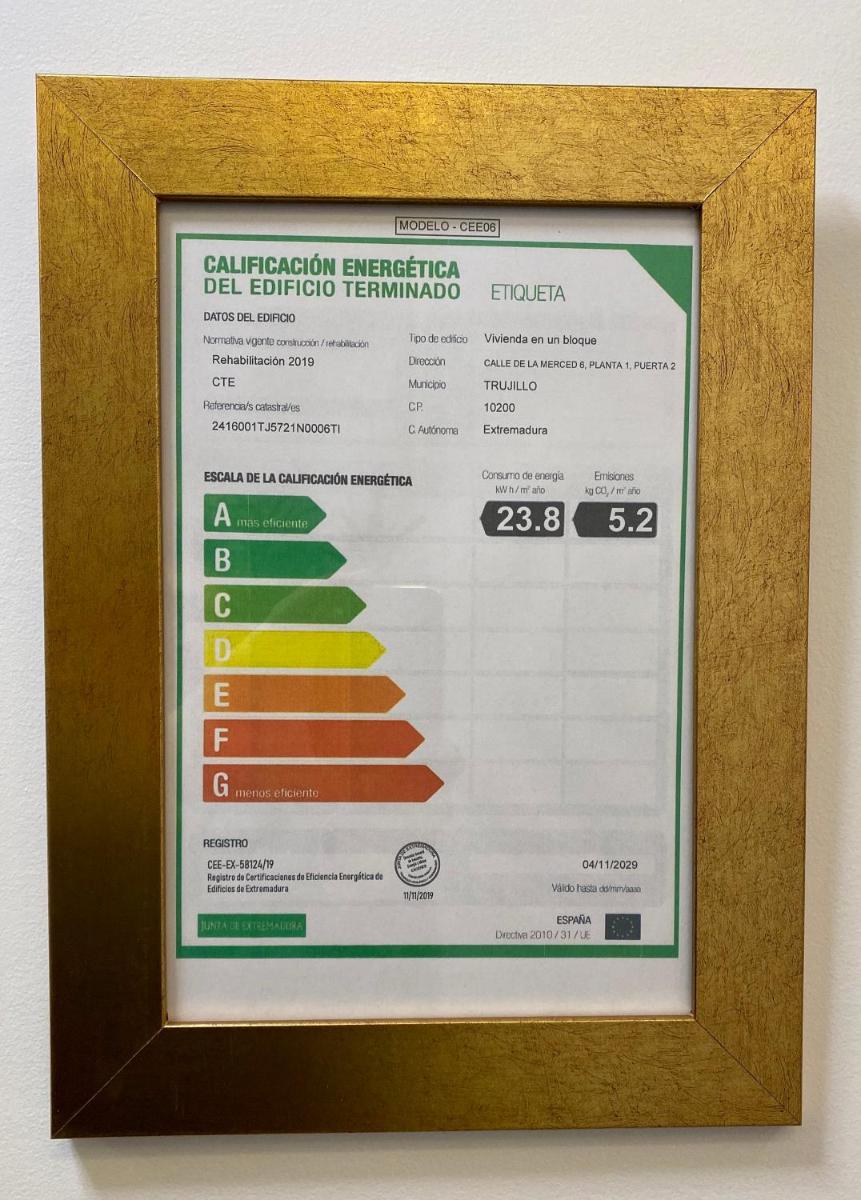 MODELO - CEE06
CALIFICACIÓN ENERGÉTICA
DEL EDIFICIO TERMINADO ETIQUETA
DATOS DEL EDIFICIO
Normativa vigente construcción / rehabilitación
Rehabilitación 2019
CTE
Referencia/s catastral/es
2416001TJ5721N0006TI
Tipo de edificio Vivienda en un bloque
Dirección CALLE DE LA MERCED 6, PLANTA 1, PUERTA 2
Municipio TRUJILLO
C.P. 10200
C. Autónoma Extremadura
ESCALA DE LA CALIFICACIÓN ENERGÉTICA
Consumo de energía
kW h / m² año
Emisiones
kg CO₂ / m² año
A más eficiente
23.8
5.2
B
C
D
E
F
G menos eficiente
REGISTRO
CEE-EX-58124/19
Registro de Certificaciones de Eficiencia Energética de
Edificios de Extremadura
JUNTA DE EXTREMADURA
11/11/2019
04/11/2029
Válido hasta dd/mm/aaaa
JUNTA DE EXTREMADURA
ESPAÑA
Directiva 2010 / 31 / UE